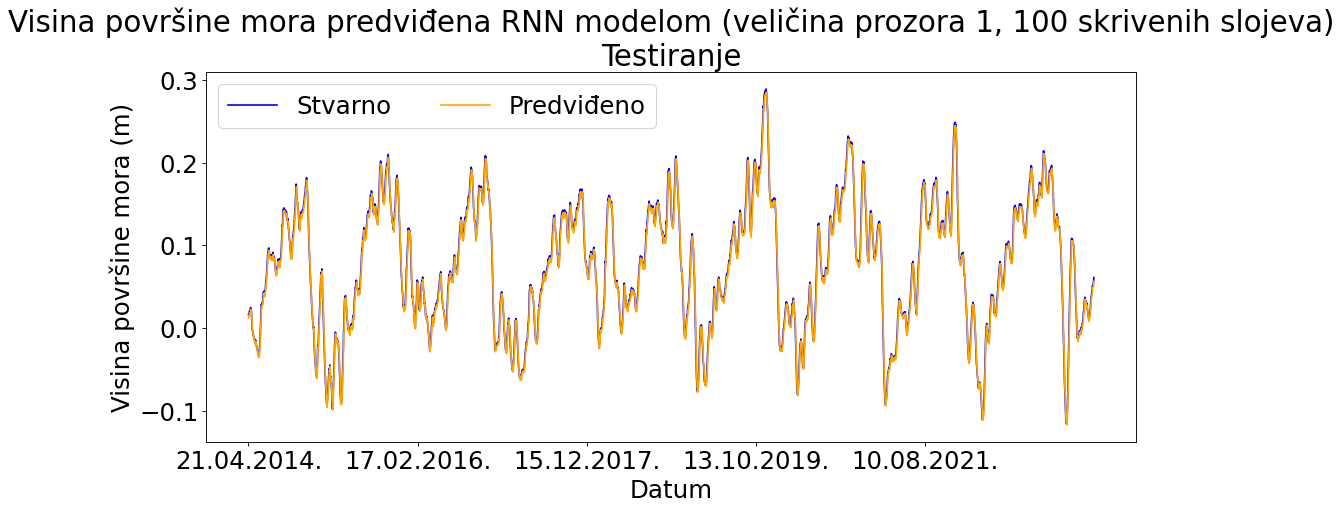 Visina površine mora predviđena RNN modelom (veličina prozora 1, 100 skrivenih slojeva)
Testiranje
Stvarno
Predviđeno
Visina površine mora (m)
0.3
0.2
0.1
0.0
−0.1
21.04.2014.
17.02.2016.
15.12.2017.
13.10.2019.
10.08.2021.
Datum